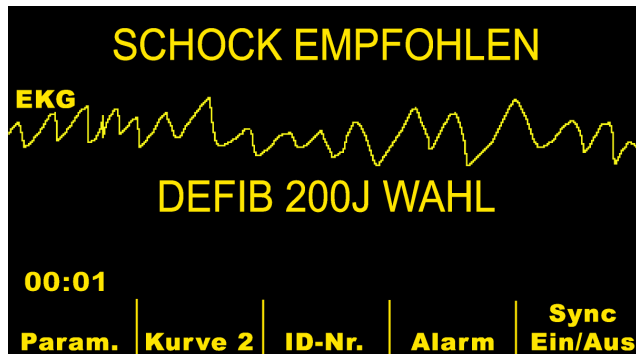 SCHOCK EMPFOHLEN
EKG
DEFIB 200J WAHL
00:01
Param. Kurve 2 ID-Nr. Alarm Sync Ein/Aus